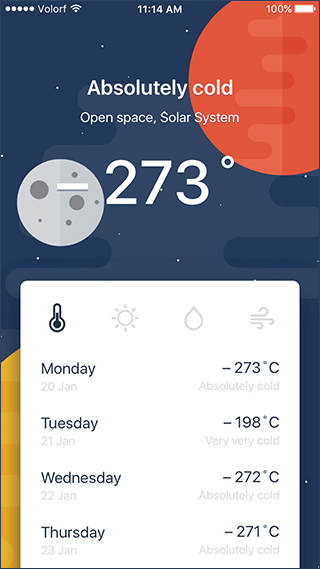 Volorf 11:14 AM 100%
Absolutely cold
Open space, Solar System
–273°
Monday –273°C
20 Jan Absolutely cold
Tuesday –198°C
21 Jan Very very cold
Wednesday –272°C
22 Jan Absolutely cold
Thursday –271°C
23 Jan Absolutely cold